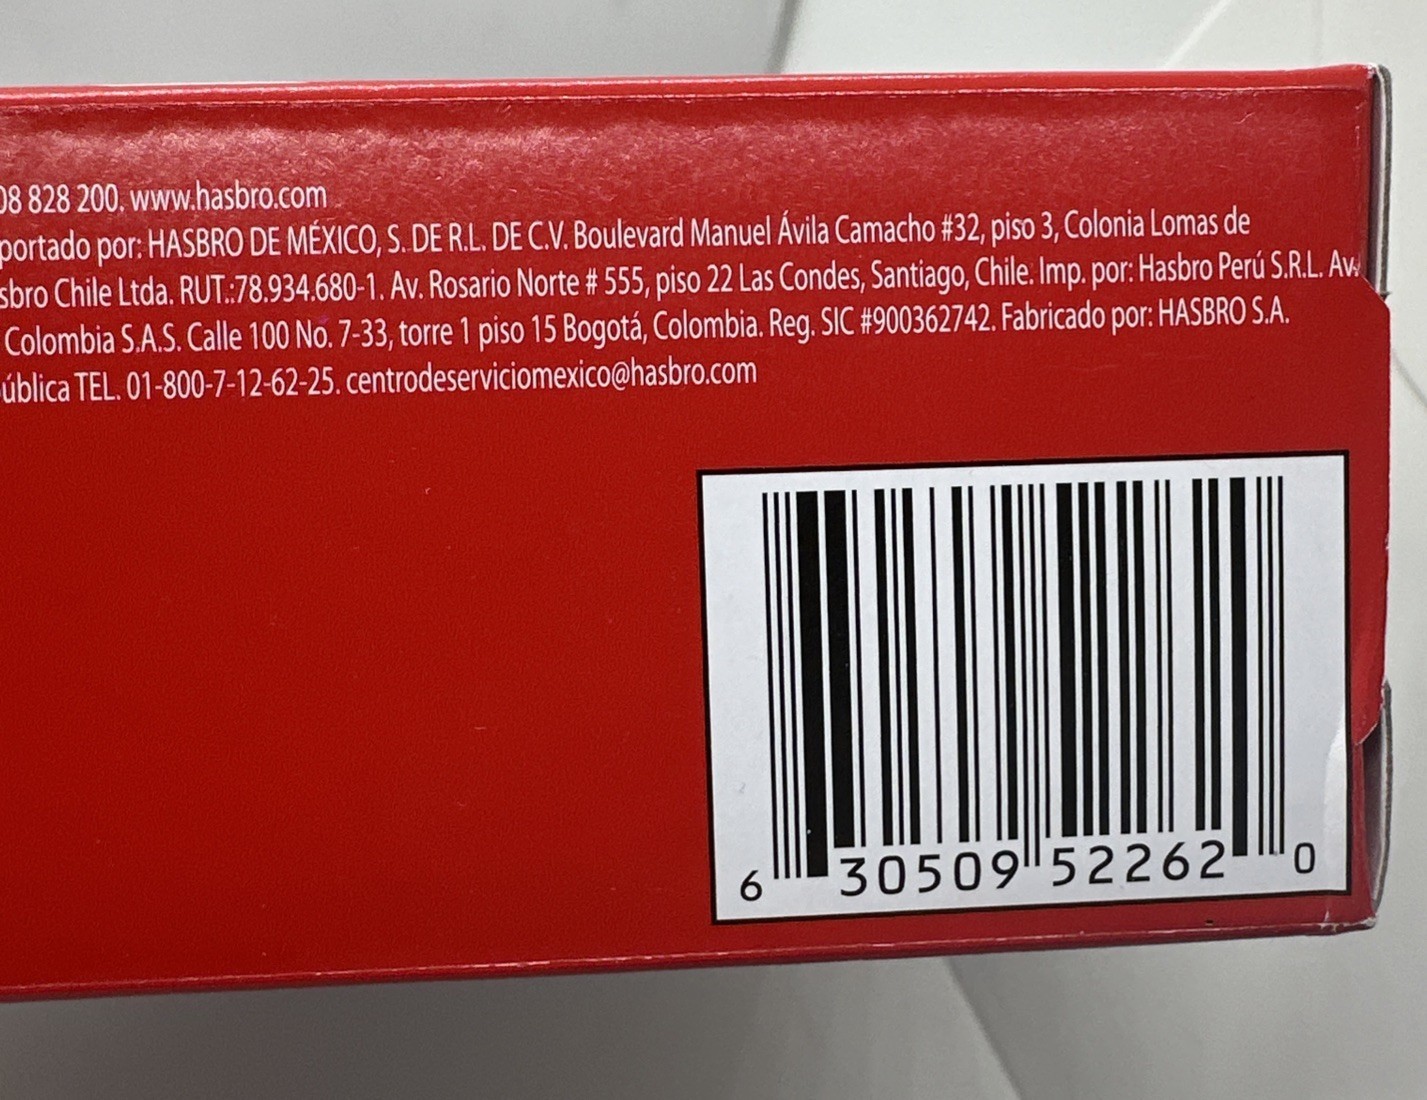 08 828 200. www.hasbro.com
portado por: HASBRO DE MÉXICO, S. DE R.L. DE C.V. Boulevard Manuel Ávila Camacho #32, piso 3, Colonia Lomas de
sbro Chile Ltda. RUT.:78.934.680-1. Av. Rosario Norte # 555, piso 22 Las Condes, Santiago, Chile. Imp. por: Hasbro Perú S.R.L. Av.
Colombia S.A.S. Calle 100 No. 7-33, torre 1 piso 15 Bogotá, Colombia. Reg. SIC #900362742. Fabricado por: HASBRO S.A.
ública TEL. 01-800-7-12-62-25. centrodeserviciomexico@hasbro.com
6 30509 52262 0